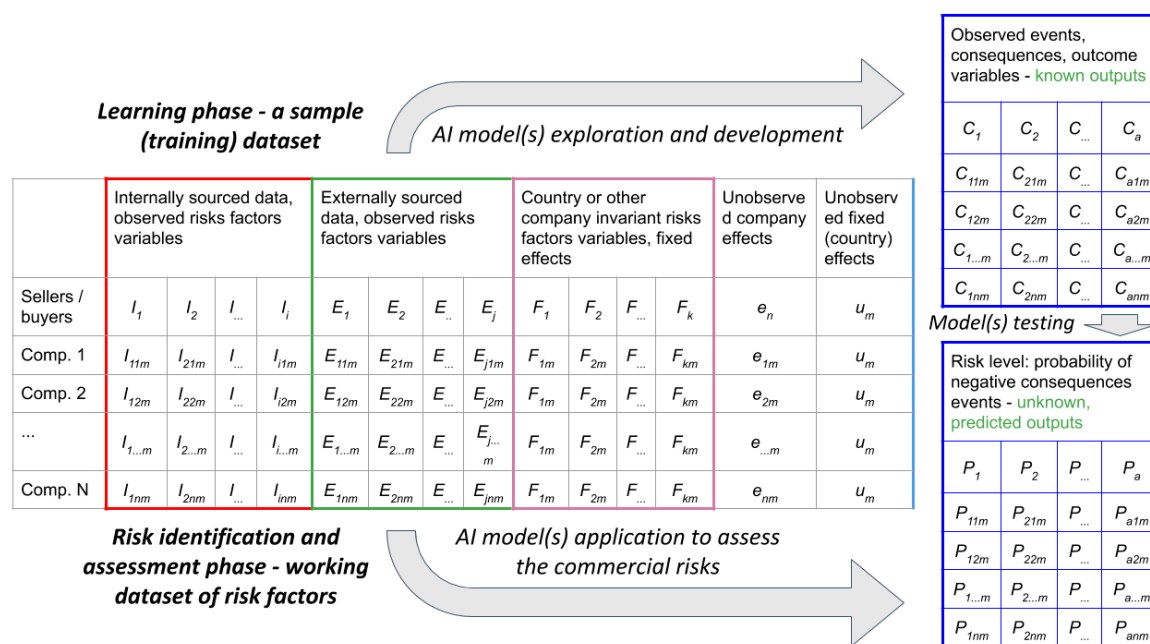 Observed events,
consequences, outcome
variables - known outputs
C1 C2 C... Ca
C11m C21m C... Ca1m
C12m C22m C... Ca2m
C1...m C2...m C... Ca...m
C1nm C2nm C... Canm
Learning phase - a sample
(training) dataset
AI model(s) exploration and development
Internally sourced data,
observed risks factors
variables
Externally sourced
data, observed risks
factors variables
Country or other
company invariant risks
factors variables, fixed
effects
Unobserv
ed company
effects
Unobserv
ed fixed
(country)
effects
Sellers /
buyers
I1 I2 I... Ii E1 E2 E.. Ej F1 F2 F... Fk en um
Comp. 1 I11m I21m I... Ii1m E11m E21m E... Ej1m F1m F2m F... Fkm e1m um
Comp. 2 I12m I22m I... Ii2m E12m E22m E... Ej2m F1m F2m F... Fkm e2m um
... I1...m I2...m I... Ii...m E1...m E2...m E... Ej...
m F1m F2m F... Fkm e...m um
Comp. N I1nm I2nm I... Iinm E1nm E2nm E... Ejnm F1m F2m F... Fkm enm um
Model(s) testing
Risk level: probability of
negative consequences
events - unknown,
predicted outputs
P1 P2 P... Pa
P11m P21m P... Pa1m
P12m P22m P... Pa2m
P1...m P2...m P... Pa...m
P1nm P2nm P... Panm
Risk identification and
assessment phase - working
dataset of risk factors
AI model(s) application to assess
the commercial risks